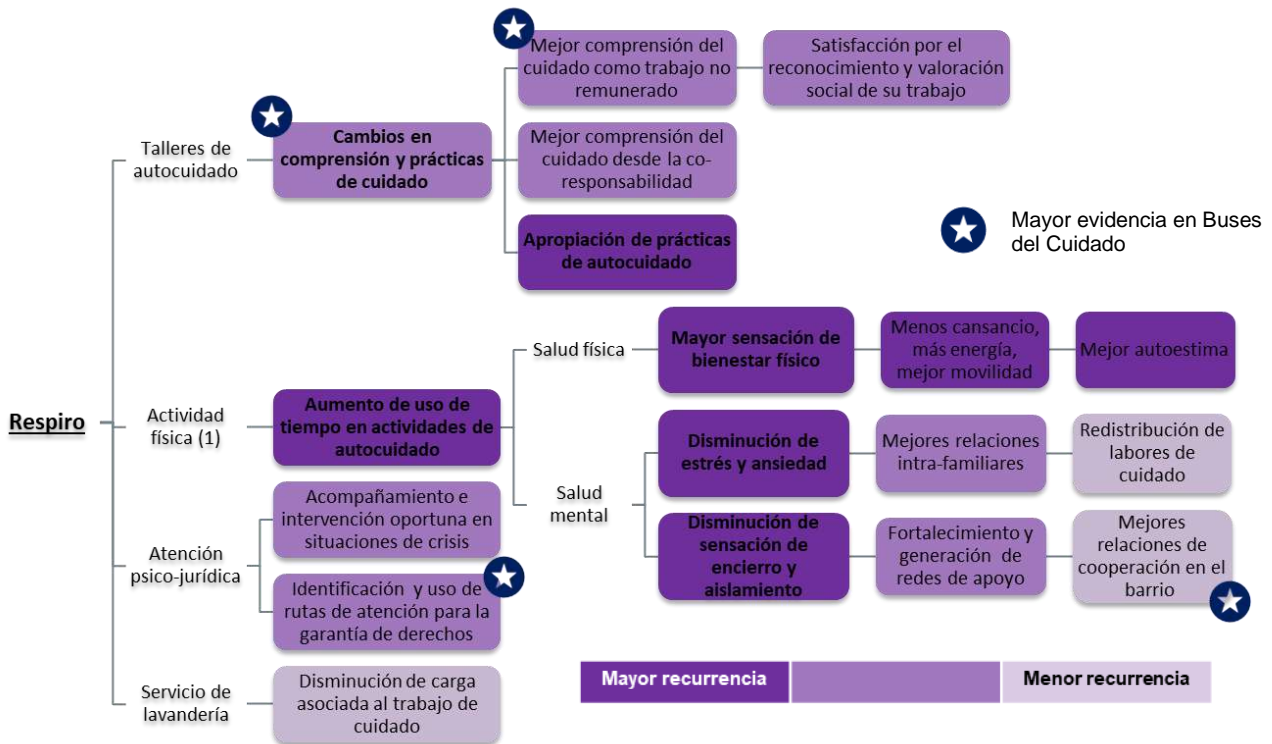 Respiro
Talleres de
autocuidado
Cambios en
comprensión y prácticas
de cuidado
Mejor comprensión del
cuidado como trabajo no
remunerado
Satisfacción por el
reconocimiento y valoración
social de su trabajo
Mejor comprensión del
cuidado desde la co-
responsabilidad
Apropiación de prácticas
de autocuidado
Mayor evidencia en Buses
del Cuidado
Actividad
física (1)
Aumento de uso de
tiempo en actividades de
autocuidado
Salud física
Mayor sensación de
bienestar físico
Menos cansancio,
más energía,
mejor movilidad
Mejor autoestima
Salud
mental
Disminución de
estrés y ansiedad
Mejores relaciones
intra-familiares
Redistribución de
labores de
cuidado
Disminución de
sensación de
encierro y
aislamiento
Fortalecimiento y
generación de
redes de apoyo
Mejores
relaciones de
cooperación en el
barrio
Atención
psico-jurídica
Acompañamiento e
intervención oportuna en
situaciones de crisis
Identificación y uso de
rutas de atención para la
garantía de derechos
Servicio de
lavandería
Disminución de carga
asociada al trabajo de
cuidado
Mayor recurrencia
Menor recurrencia